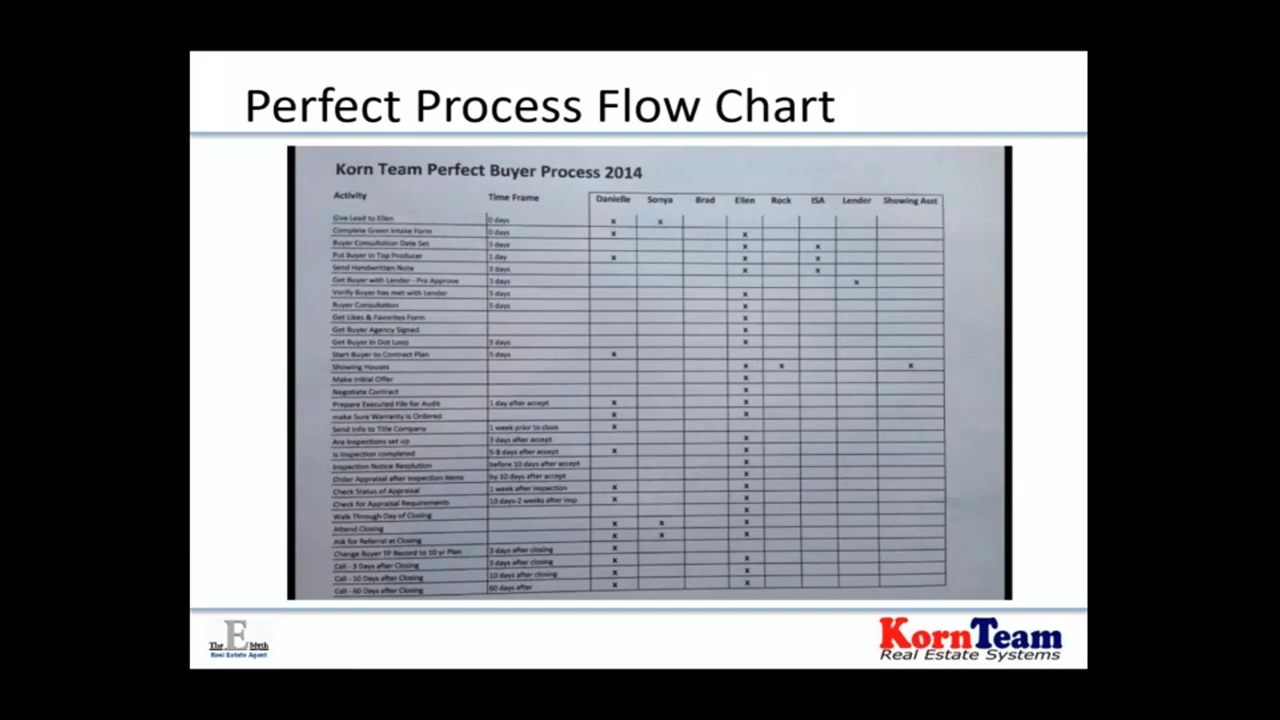 Perfect Process Flow Chart
Korn Team Perfect Buyer Process 2014
Activity Time Frame Danielle Sonya Brad Ellen Rock ISA Lender Showing Asst
Give Lead to Ellen 0 days x x
Complete Green Intake Form 0 days x x
Buyer Consultation Date Set 3 days x x
Put Buyer in Top Producer 1 day x x x
Send Handwritten Note 3 days x x
Get Buyer with Lender - Pre Approve 3 days x
Verify Buyer has met with Lender 5 days x
Buyer Consultation 5 days x
Get Likes & Favorites Form x
Get Buyer Agency Signed x
Get Buyer in Dot Loop 3 days x
Start Buyer to Contract Plan 5 days x
Showing Houses x x x
Make Initial Offer x
Negotiate Contract x
Prepare Executed File for Audit 1 day after accept x x
make Sure Warranty is Ordered x x
Send Info to Title Company 1 week prior to close x
Are Inspections set up 3 days after accept x
Is Inspection completed 5-8 days after accept x x
Inspection Notice Resolution before 10 days after accept x
Order Appraisal after inspection items by 10 days after accept x
Check Status of Appraisal 1 week after inspection x x
Check for Appraisal Requirements 10 days-2 weeks after insp x x
Walk Through Day of Closing x
Attend Closing x x x
Ask for Referral at Closing x x x
Change Buyer TP Record to 10 yr Plan 3 days after closing x
Call - 3 Days after Closing 3 days after closing x x
Call - 10 Days after Closing 10 days after closing x x
Call - 60 Days after Closing 60 days after x x
The E Myth
Real Estate Agent
KornTeam
Real Estate Systems